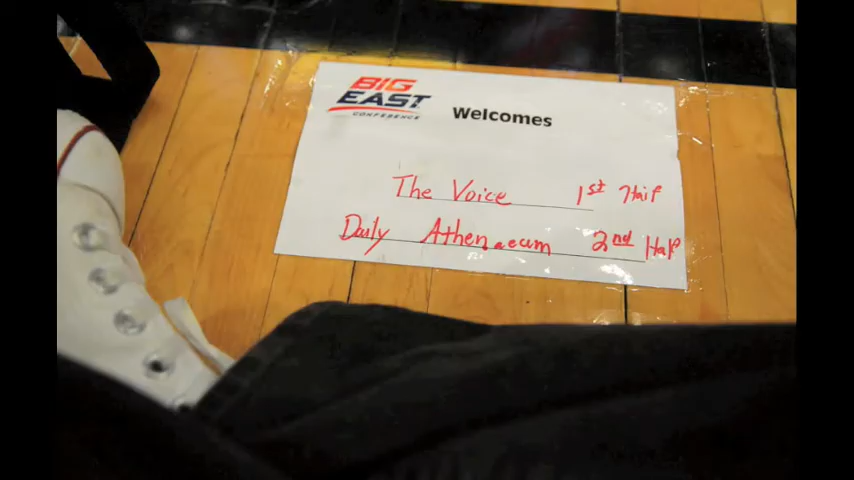 BIG
EAST
CONFERENCE
Welcomes
The Voice 1st Half
Daily Athenaeum 2nd Half